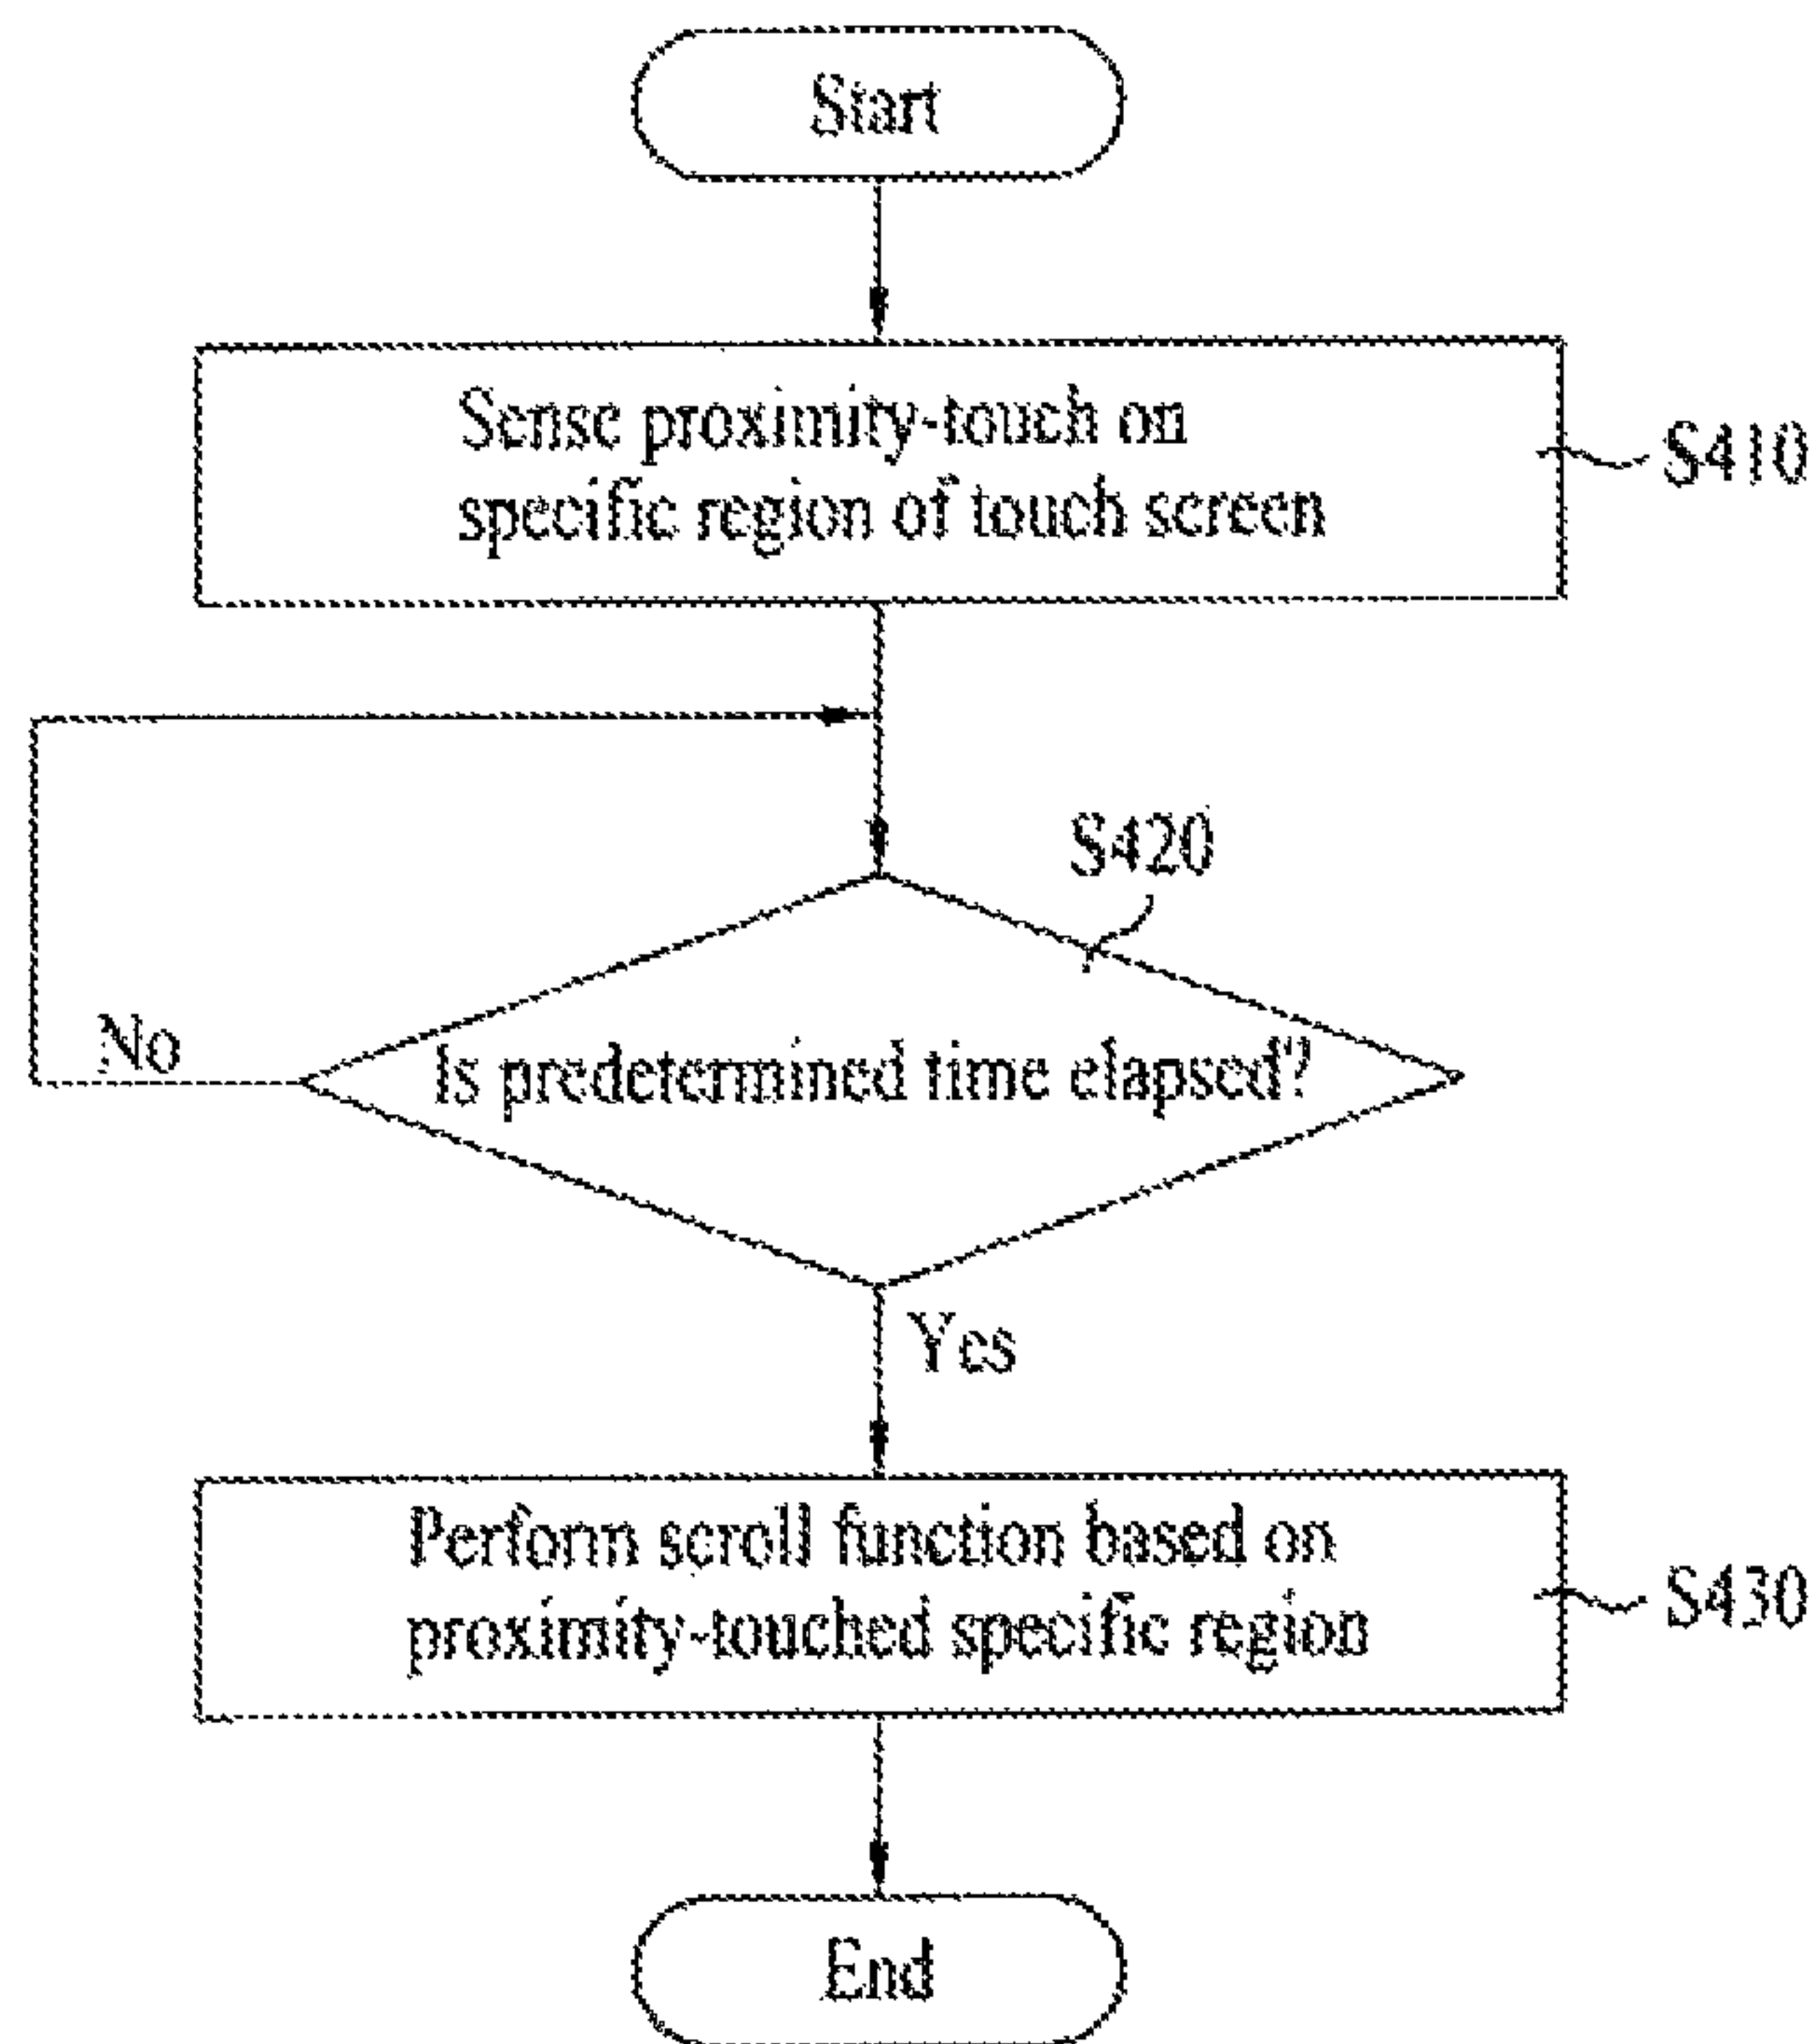 Start
Sense proximity-touch on
specific region of touch screen
S410
S420
No
Is predetermined time elapsed?
Yes
Perform scroll function based on
proximity-touched specific region
S430
End